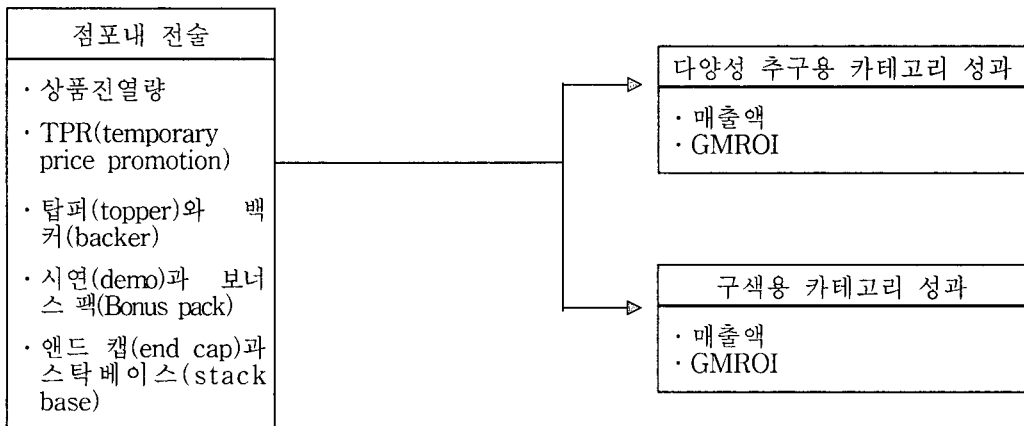 점포내 전술
· 상품진열량
· TPR(temporary
price promotion)
· 탑퍼(topper)와 백
커(backer)
· 시연(demo)과 보너
스 팩(Bonus pack)
· 앤드 캡(end cap)과
스탁베이스(stack
base)
다양성 추구용 카테고리 성과
· 매출액
· GMROI
구색용 카테고리 성과
· 매출액
· GMROI